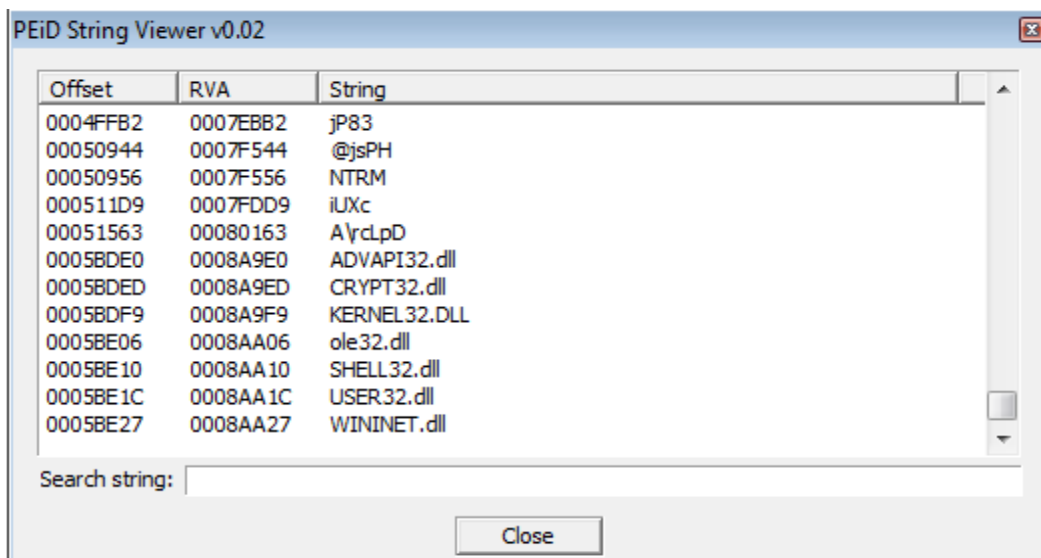 PEiD String Viewer v0.02
Offset RVA String
0004FFB2 0007EBB2 jP83
00050944 0007F544 @jsPH
00050956 0007F556 NTRM
000511D9 0007FDD9 iUXc
00051563 00080163 A\rcLpD
0005BDE0 0008A9E0 ADVAPI32.dll
0005BDED 0008A9ED CRYPT32.dll
0005BDF9 0008A9F9 KERNEL32.DLL
0005BE06 0008AA06 ole32.dll
0005BE10 0008AA10 SHELL32.dll
0005BE1C 0008AA1C USER32.dll
0005BE27 0008AA27 WININET.dll
Search string:
Close